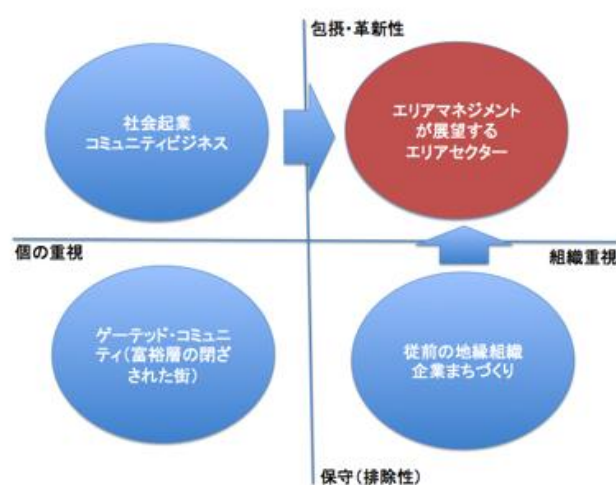 包摂・革新性
社会起業
コミュニティビジネス
エリアマネジメント
が展望する
エリアセクター
個の重視
組織重視
ゲーテッド・コミュニ
ティ(富裕層の閉ざ
された街)
従前の地縁組織
企業まちづくり
保守(排除性)